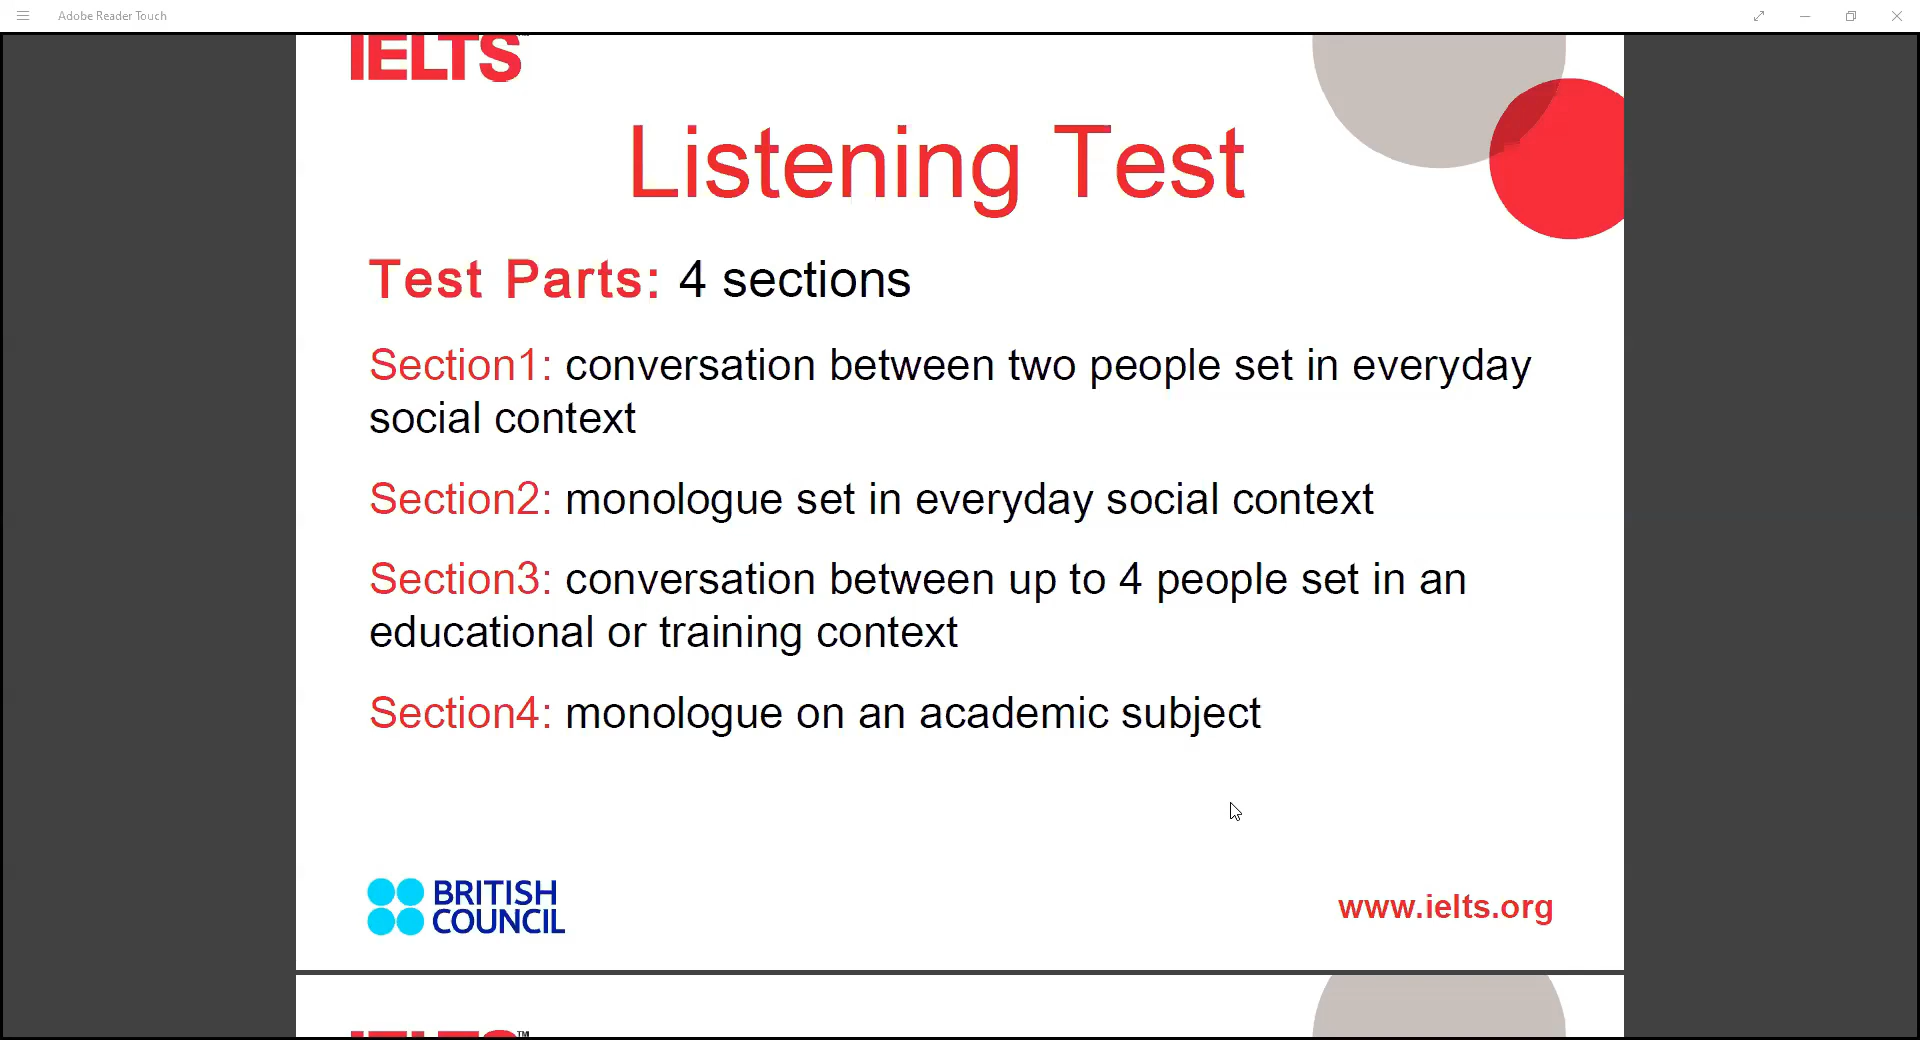 Adobe Reader Touch
IELTS
Listening Test
Test Parts: 4 sections
Section1: conversation between two people set in everyday
social context
Section2: monologue set in everyday social context
Section3: conversation between up to 4 people set in an
educational or training context
Section4: monologue on an academic subject
BRITISH
COUNCIL
www.ielts.org
IELTS™